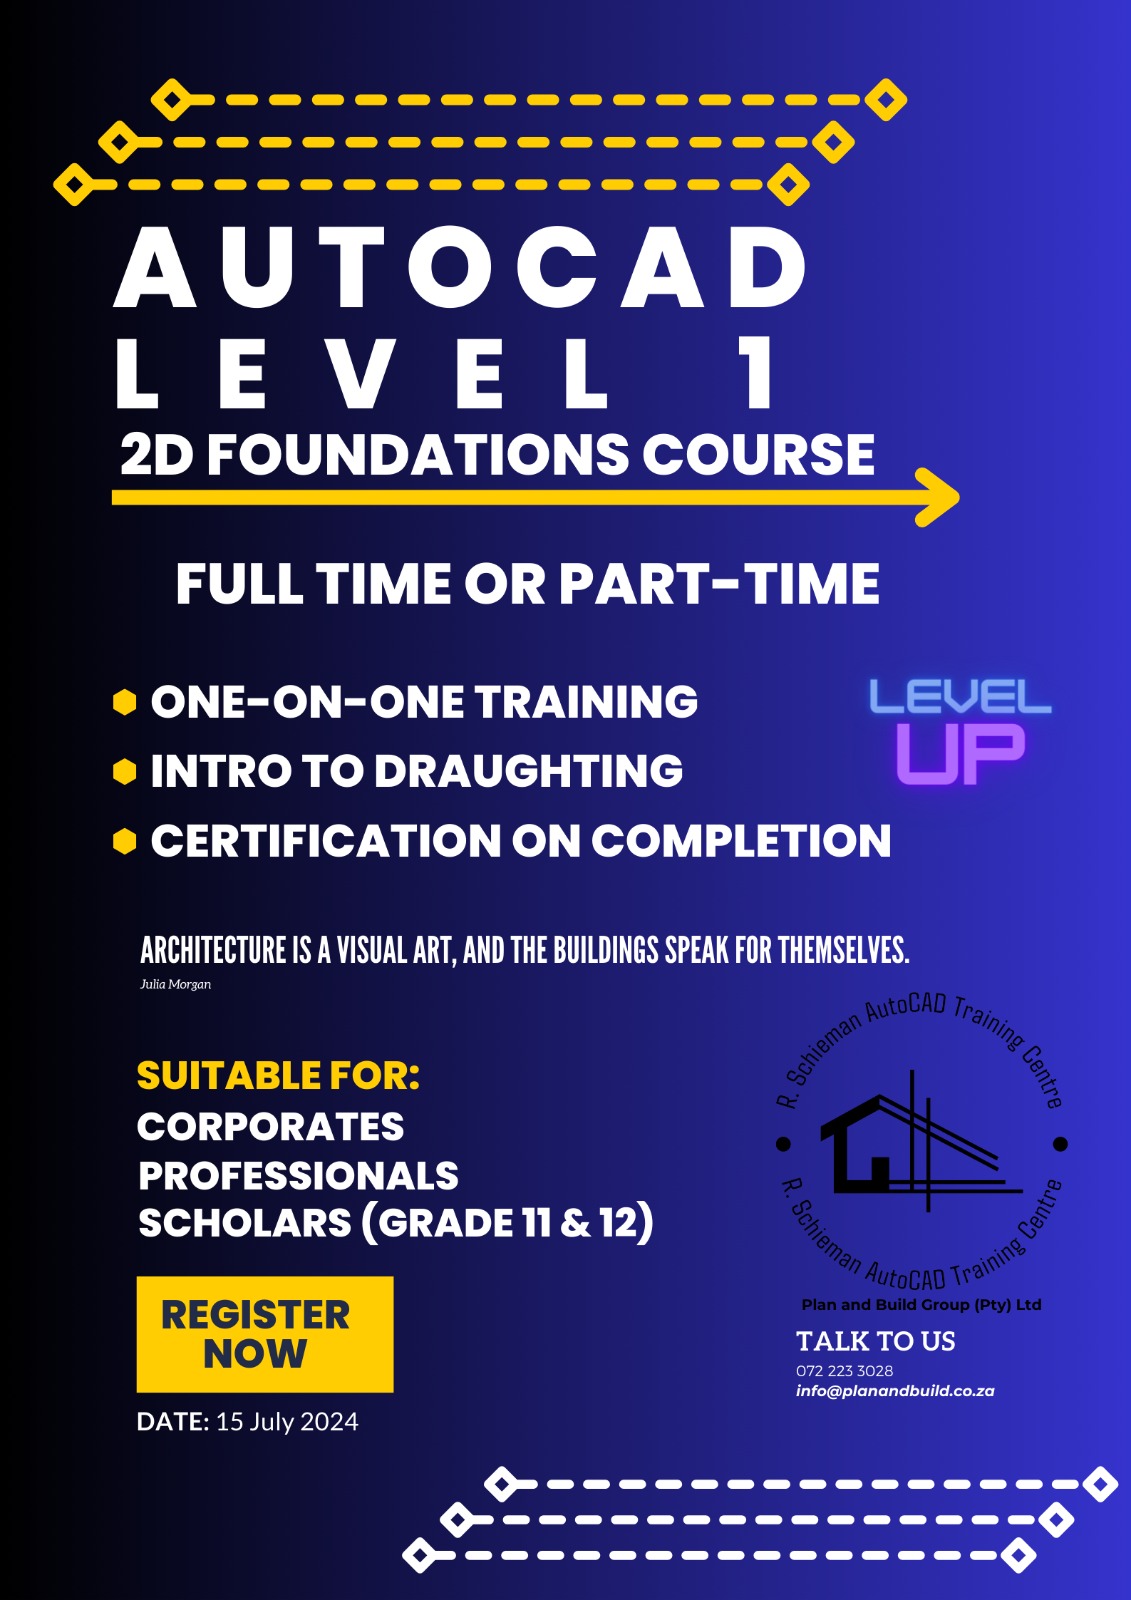 AUTOCAD
LEVEL 1
2D FOUNDATIONS COURSE
FULL TIME OR PART-TIME
ONE-ON-ONE TRAINING
INTRO TO DRAUGHTING
CERTIFICATION ON COMPLETION
LEVEL
UP
ARCHITECTURE IS A VISUAL ART, AND THE BUILDINGS SPEAK FOR THEMSELVES.
Julia Morgan
SUITABLE FOR:
CORPORATES
PROFESSIONALS
SCHOLARS (GRADE 11 & 12)
REGISTER
NOW
DATE: 15 July 2024
R. Schieman AutoCAD Training Centre
R. Schieman AutoCAD Training Centre
Plan and Build Group (Pty) Ltd
TALK TO US
072 223 3028
info@planandbuild.co.za